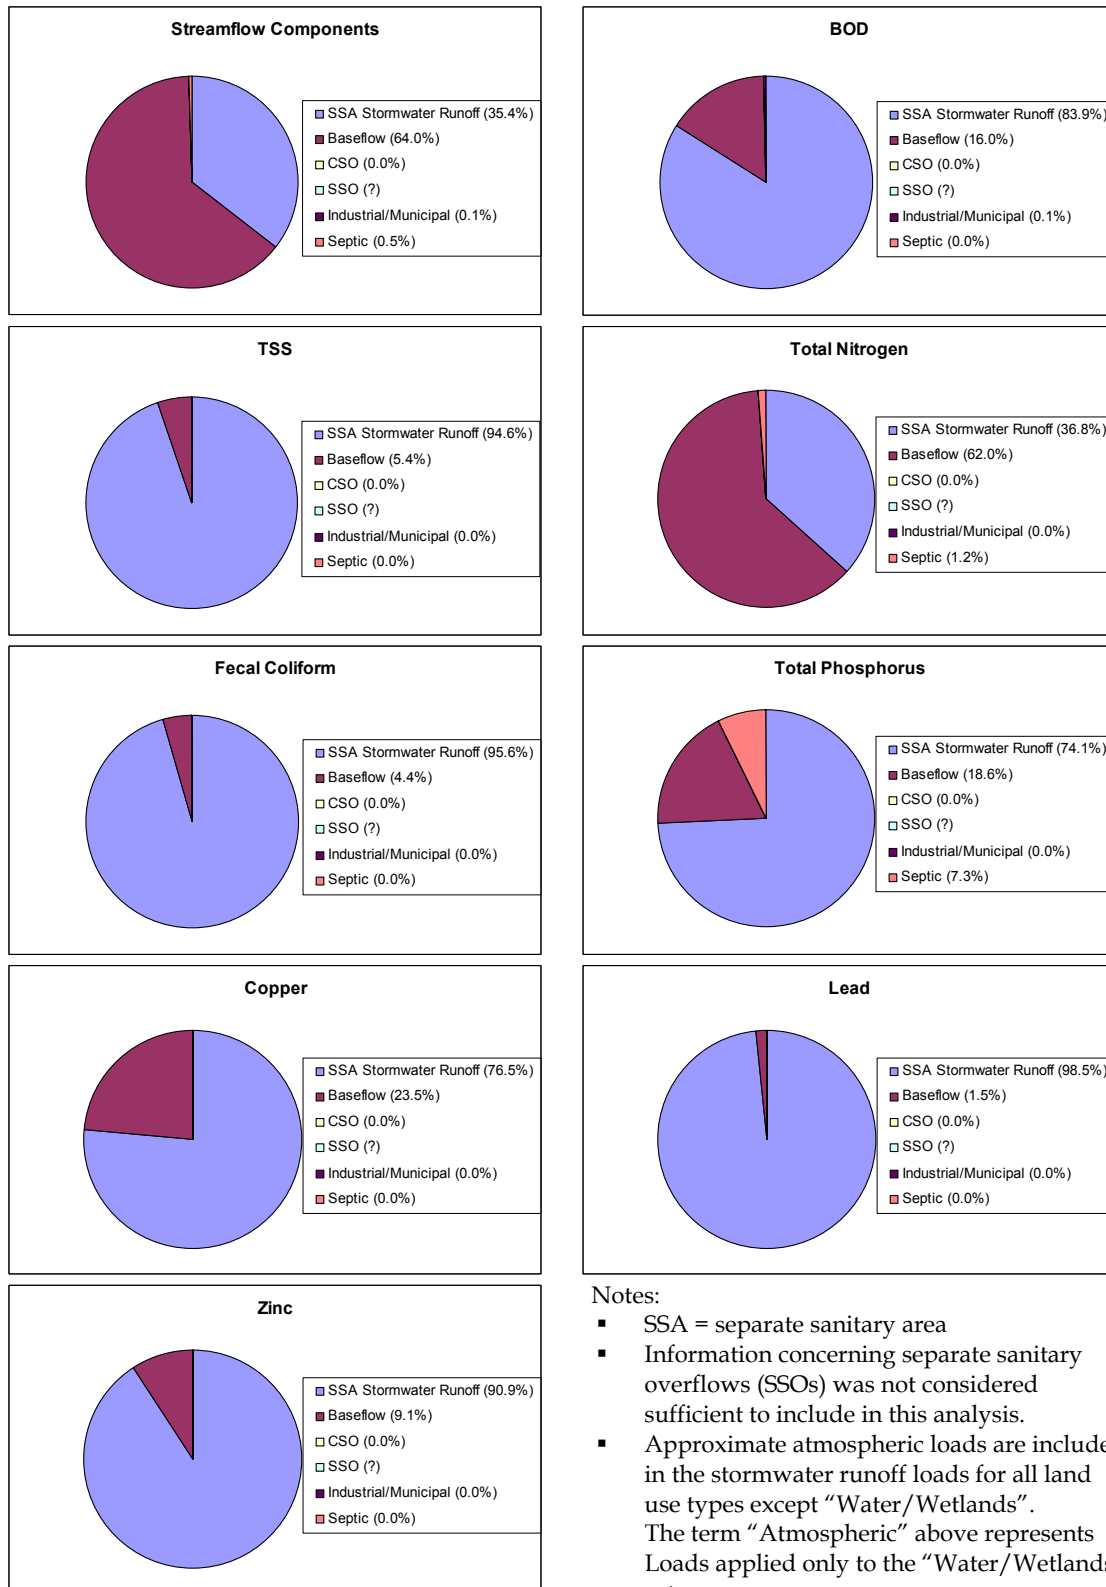 Streamflow Components
SSA Stormwater Runoff (35.4%)
Baseflow (64.0%)
CSO (0.0%)
SSO (?)
Industrial/Municipal (0.1%)
Septic (0.5%)
BOD
SSA Stormwater Runoff (83.9%)
Baseflow (16.0%)
CSO (0.0%)
SSO (?)
Industrial/Municipal (0.1%)
Septic (0.0%)
TSS
SSA Stormwater Runoff (94.6%)
Baseflow (5.4%)
CSO (0.0%)
SSO (?)
Industrial/Municipal (0.0%)
Septic (0.0%)
Total Nitrogen
SSA Stormwater Runoff (36.8%)
Baseflow (62.0%)
CSO (0.0%)
SSO (?)
Industrial/Municipal (0.0%)
Septic (1.2%)
Fecal Coliform
SSA Stormwater Runoff (95.6%)
Baseflow (4.4%)
CSO (0.0%)
SSO (?)
Industrial/Municipal (0.0%)
Septic (0.0%)
Total Phosphorus
SSA Stormwater Runoff (74.1%)
Baseflow (18.6%)
CSO (0.0%)
SSO (?)
Industrial/Municipal (0.0%)
Septic (7.3%)
Copper
SSA Stormwater Runoff (76.5%)
Baseflow (23.5%)
CSO (0.0%)
SSO (?)
Industrial/Municipal (0.0%)
Septic (0.0%)
Lead
SSA Stormwater Runoff (98.5%)
Baseflow (1.5%)
CSO (0.0%)
SSO (?)
Industrial/Municipal (0.0%)
Septic (0.0%)
Zinc
SSA Stormwater Runoff (90.9%)
Baseflow (9.1%)
CSO (0.0%)
SSO (?)
Industrial/Municipal (0.0%)
Septic (0.0%)
Notes:
▪ SSA = separate sanitary area
▪ Information concerning separate sanitary
overflows (SSOs) was not considered
sufficient to include in this analysis.
▪ Approximate atmospheric loads are include
in the stormwater runoff loads for all land
use types except "Water/Wetlands".
The term "Atmospheric" above represents
Loads applied only to the "Water/Wetlands